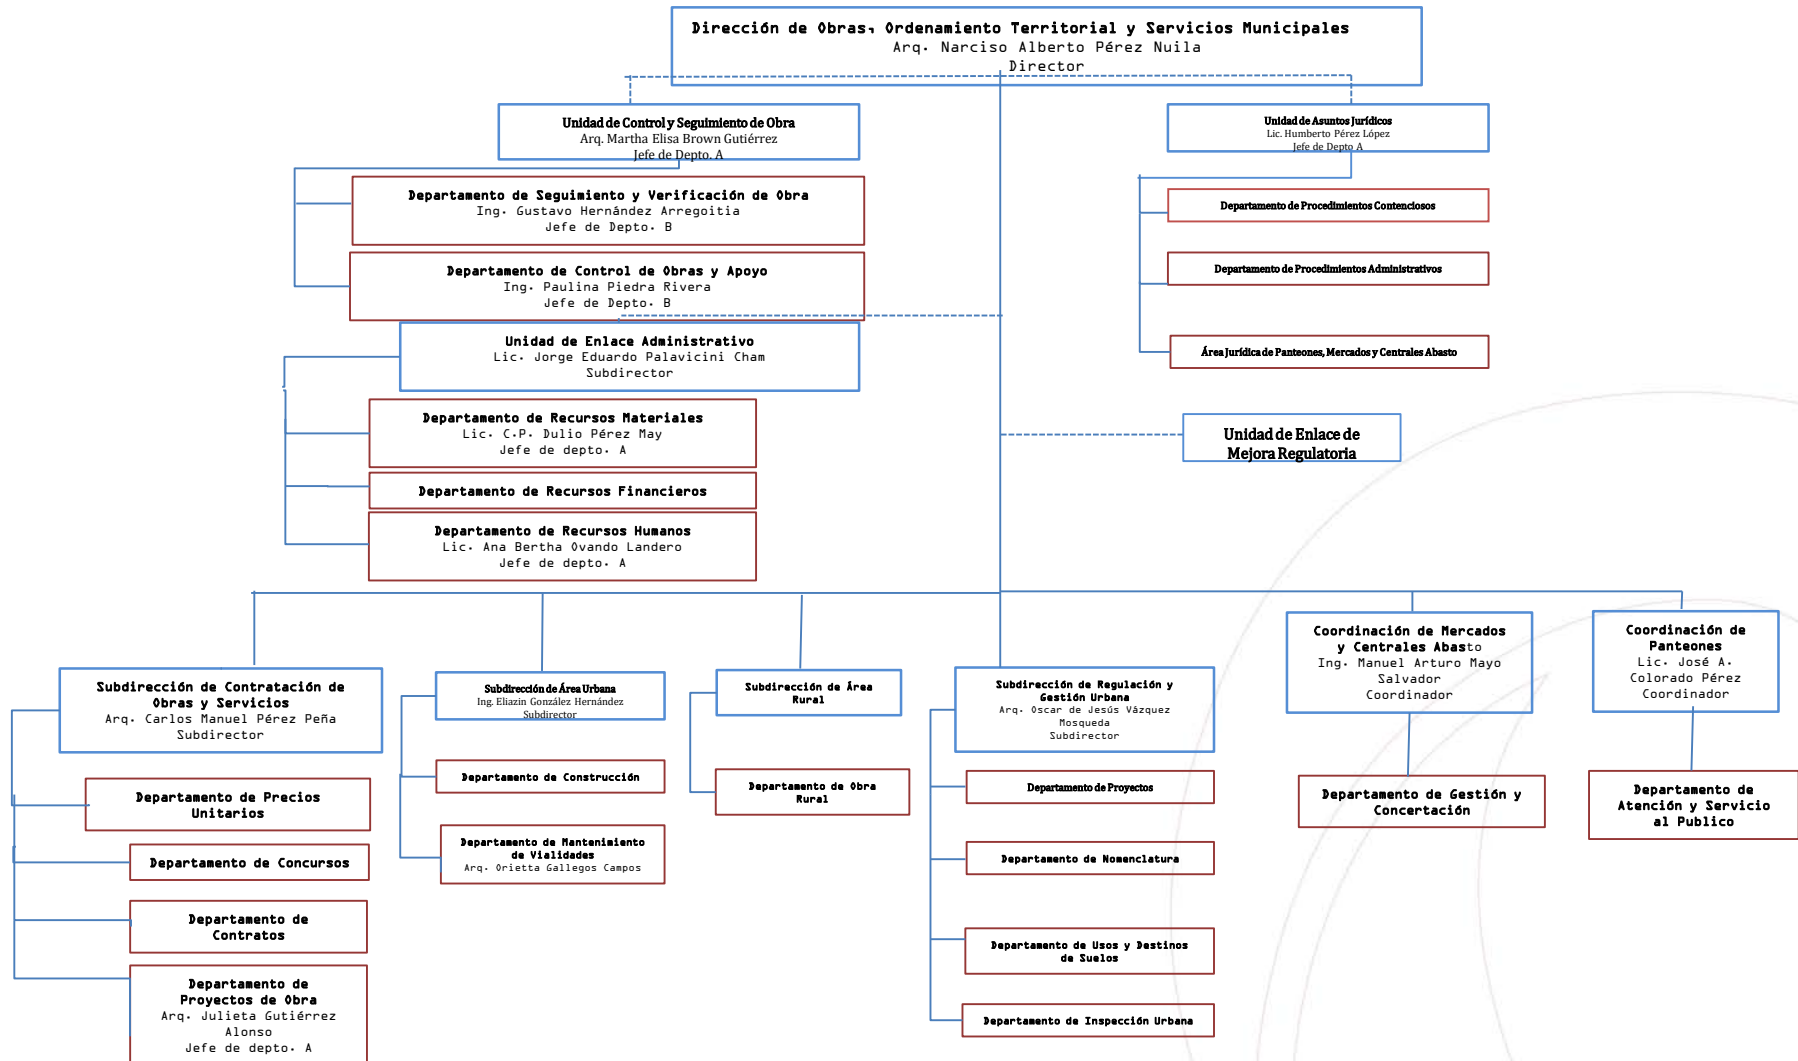 Dirección de Obras, Ordenamiento Territorial y Servicios Municipales
Arq. Narciso Alberto Pérez Nuila
Director
Unidad de Control y Seguimiento de Obra
Arq. Martha Elisa Brown Gutiérrez
Jefe de Depto. A
Unidad de Asuntos Jurídicos
Lic. Humberto Pérez López
Jefe de Depto A
Departamento de Seguimiento y Verificación de Obra
Ing. Gustavo Hernández Arregoitia
Jefe de Depto. B
Departamento de Control de Obras y Apoyo
Ing. Paulina Piedra Rivera
Jefe de Depto. B
Departamento de Procedimientos Contenciosos
Departamento de Procedimientos Administrativos
Área Jurídica de Panteones, Mercados y Centrales Abasto
Unidad de Enlace Administrativo
Lic. Jorge Eduardo Palavicini Cham
Subdirector
Departamento de Recursos Materiales
Lic. C.P. Dulio Pérez May
Jefe de depto. A
Departamento de Recursos Financieros
Departamento de Recursos Humanos
Lic. Ana Bertha Ovando Landero
Jefe de depto. A
Unidad de Enlace de
Mejora Regulatoria
Subdirección de Contratación de
Obras y Servicios
Arq. Carlos Manuel Pérez Peña
Subdirector
Departamento de Precios
Unitarios
Departamento de Concursos
Departamento de
Contratos
Departamento de
Proyectos de Obra
Arq. Julieta Gutiérrez
Alonso
Jefe de depto. A
Subdirección de Área Urbana
Ing. Eliazin González Hernández
Subdirector
Departamento de Construcción
Departamento de Mantenimiento
de Vialidades
Arq. Orietta Gallegos Campos
Subdirección de Área
Rural
Departamento de Obra
Rural
Subdirección de Regulación y
Gestión Urbana
Arq. Oscar de Jesús Vázquez
Mosqueda
Subdirector
Departamento de Proyectos
Departamento de Nomenclatura
Departamento de Usos y Destinos
de Suelos
Departamento de Inspección Urbana
Coordinación de Mercados
y Centrales Abasto
Ing. Manuel Arturo Mayo
Salvador
Coordinador
Departamento de Gestión y
Concertación
Coordinación de
Panteones
Lic. José A.
Colorado Pérez
Coordinador
Departamento de
Atención y Servicio
al Publico